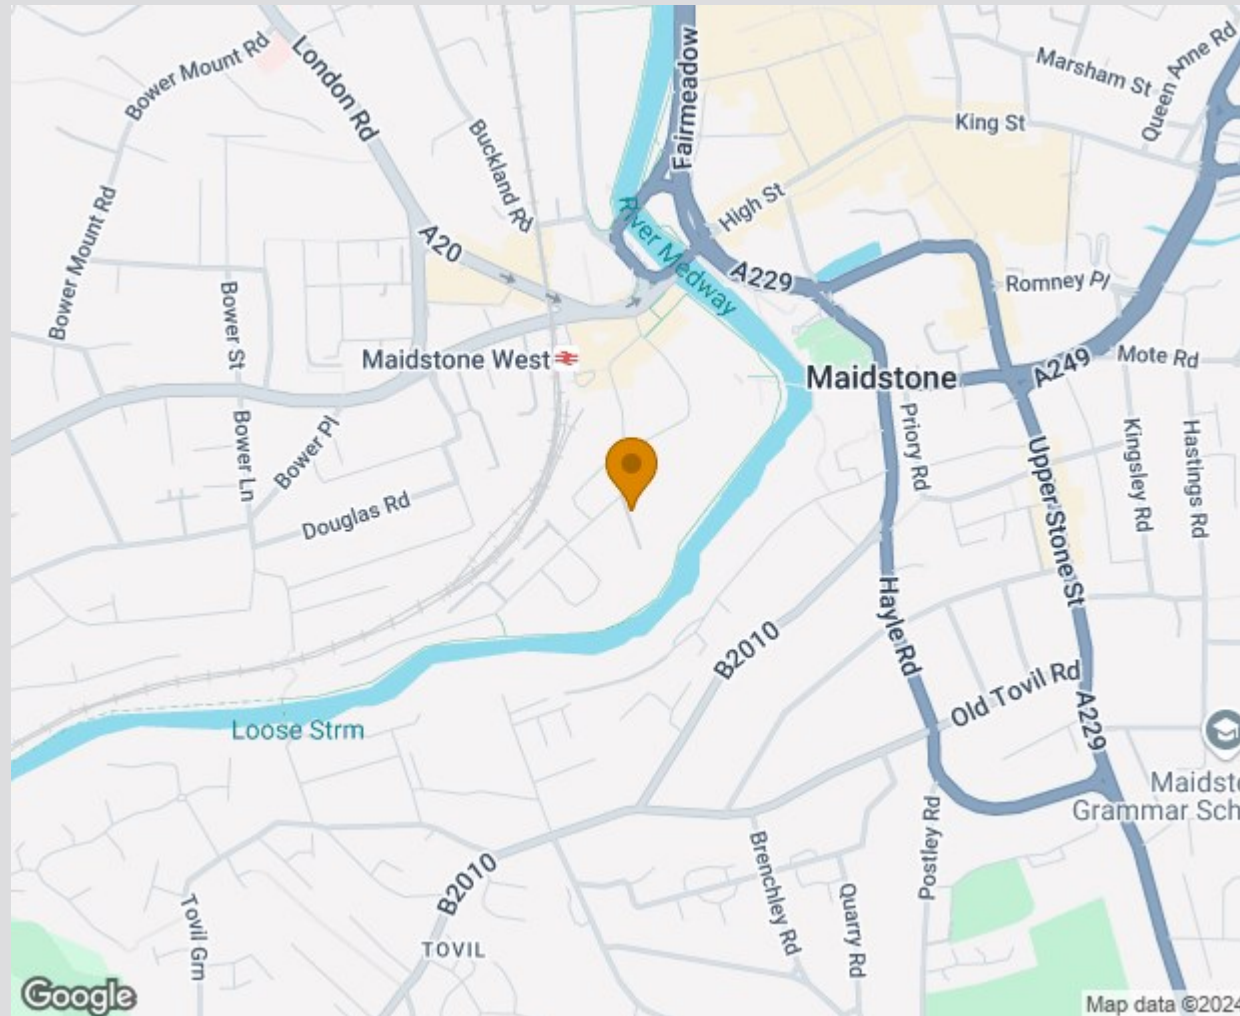 Bower Mount Rd
London Rd
Fairmeadow
Marsham St
Queen Anne Rd
King St
Buckland Rd
Bower Mount Rd
High St
River Medway
A20
A229
Romney Pl
Bower St
Maidstone West
Maidstone
A249
Mote Rd
Bower Ln
Bower Pl
Priory Rd
Kingsley Rd
Hastings Rd
Douglas Rd
Upper Stone St
Hayle Rd
B2010
Old Tovil Rd
A229
Loose Strm
Maidsto
Grammar Sch
Postley Rd
Brenchley Rd
Quarry Rd
B2010
Tovil Grn
TOVIL
Google
Map data ©2024